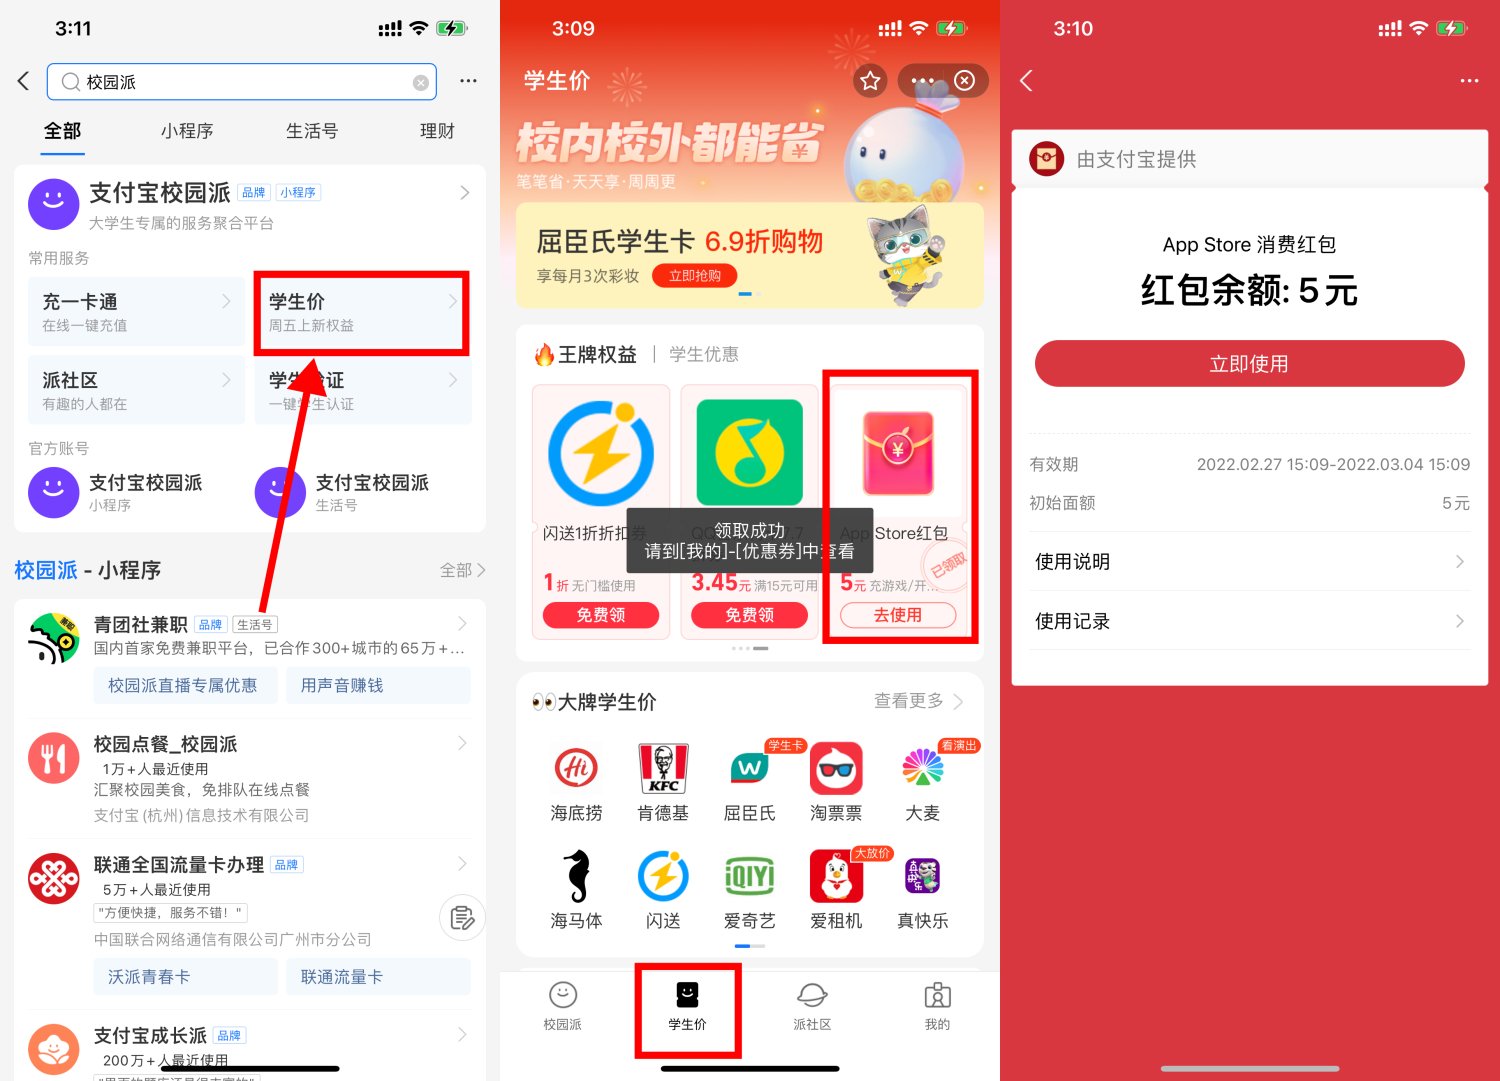 3:11
校园派
全部
小程序
生活号
理财
支付宝校园派 品牌 小程序
大学生专属的服务聚合平台
常用服务
充一卡通
在线一键充值
学生价
周五上新权益
派社区
有趣的人都在
学生验证
一键学生认证
官方账号
支付宝校园派
小程序
支付宝校园派
生活号
校园派 - 小程序
全部
青团社兼职 品牌 生活号
兼职
国内首家免费兼职平台，已合作300+城市的65万+...
校园派直播专属优惠
用声音赚钱
校园点餐_校园派
1万+人最近使用
汇聚校园美食，免排队在线点餐
支付宝(杭州)信息技术有限公司
联通全国流量卡办理 品牌
5万+人最近使用
"方便快捷，服务不错！"
中国联合网络通信有限公司广州市分公司
沃派青春卡
联通流量卡
支付宝成长派 品牌
200万+人最近使用
3:09
学生价
校内校外都能省
笔笔省·天天享·周周更
屈臣氏学生卡 6.9折购物
享每月3次彩妆 立即抢购
王牌权益 | 学生优惠
闪送1折折扣券
App Store红包
领取成功
请到[我的]-[优惠券]中查看
已领取
1折 无门槛使用
3.45元 满15元可用
5元 充游戏/开...
免费领
免费领
去使用
大牌学生价
查看更多
学生卡
看演出
Hi
KFC
W
海底捞
肯德基
屈臣氏
淘票票
大麦
大放价
iQIYI
真快乐
海马体
闪送
爱奇艺
爱租机
真快乐
校园派
学生价
派社区
我的
3:10
由支付宝提供
App Store 消费红包
红包余额: 5元
立即使用
有效期
2022.02.27 15:09-2022.03.04 15:09
初始面额
5元
使用说明
使用记录